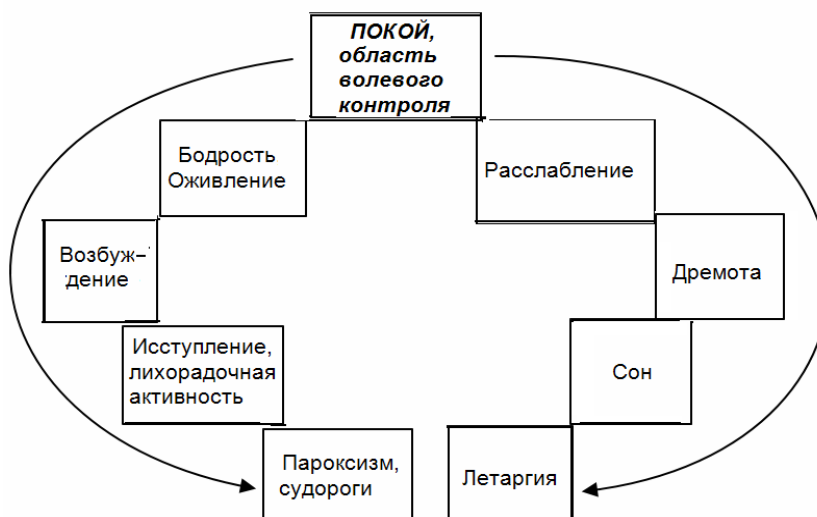 ПОКОЙ,
область
волевого
контроля
Бодрость
Оживление
Расслабление
Возбуж–
дение
Дремота
Исступление,
лихорадочная
активность
Сон
Пароксизм,
судороги
Летаргия